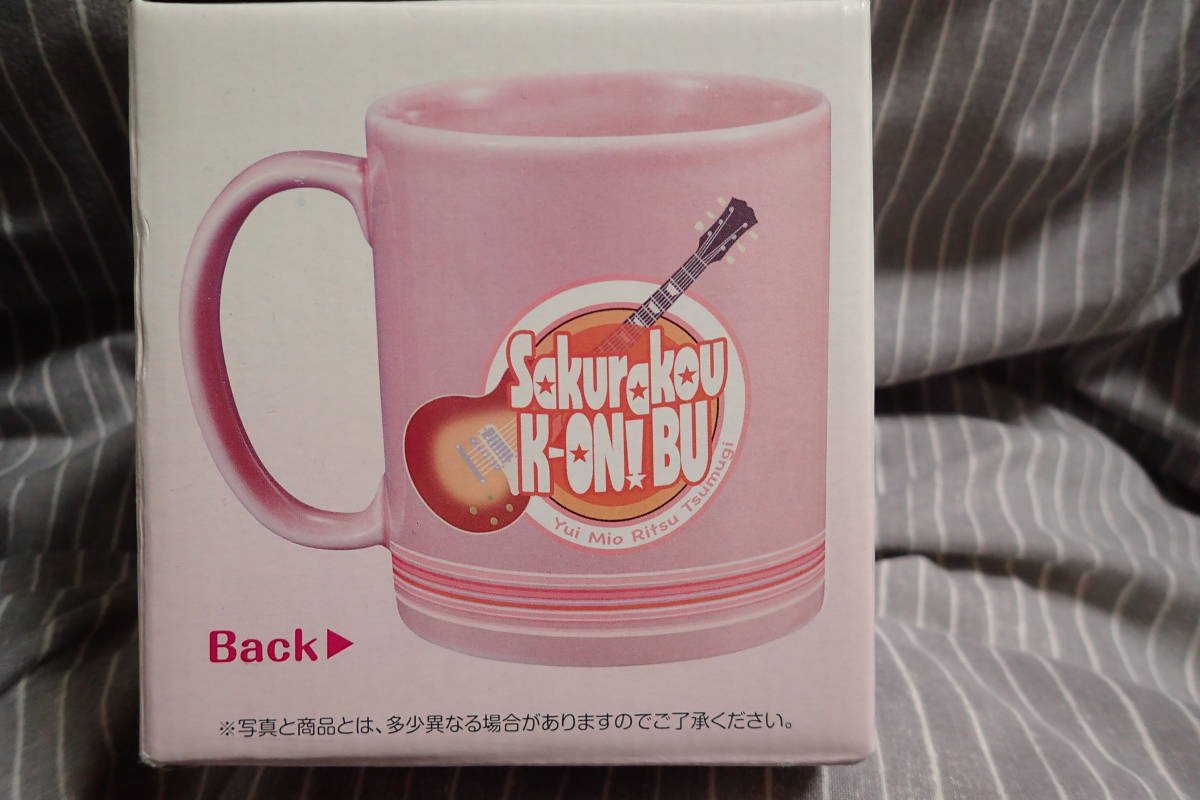 Sakurakou
K-ON! BU
Yui Mio Ritsu Tsumugi
Back▶
※写真と商品とは、多少異なる場合がありますのでご了承ください。